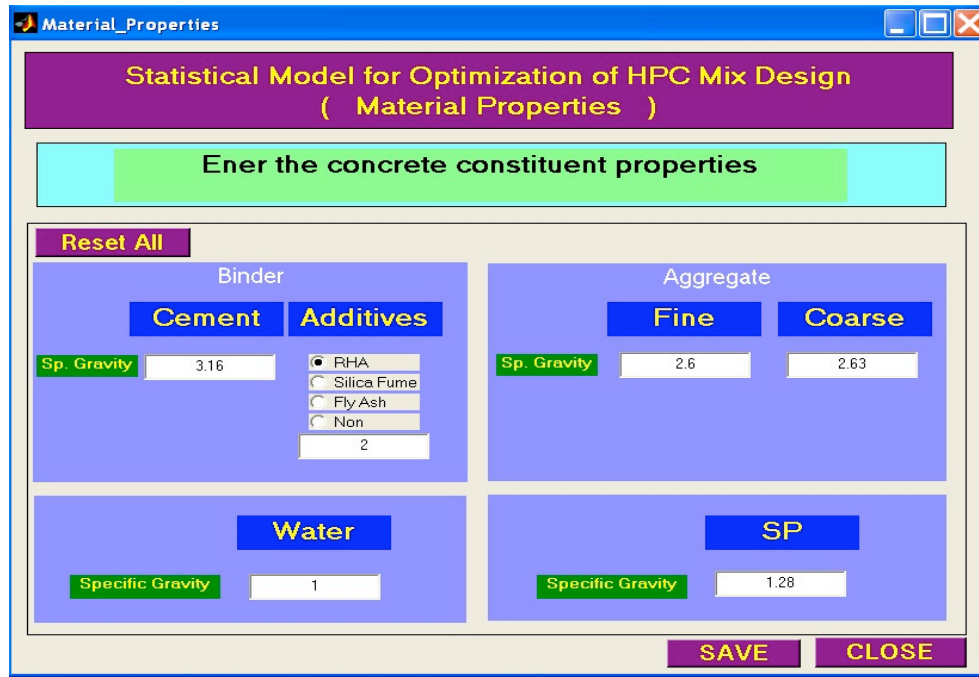 Material_Properties
Statistical Model for Optimization of HPC Mix Design
( Material Properties )
Ener the concrete constituent properties
Reset All
Binder
Cement Additives
Sp. Gravity 3.16
RHA
Silica Fume
Fly Ash
Non
2
Aggregate
Fine Coarse
Sp. Gravity 2.6 2.63
Water
Specific Gravity 1
SP
Specific Gravity 1.28
SAVE CLOSE